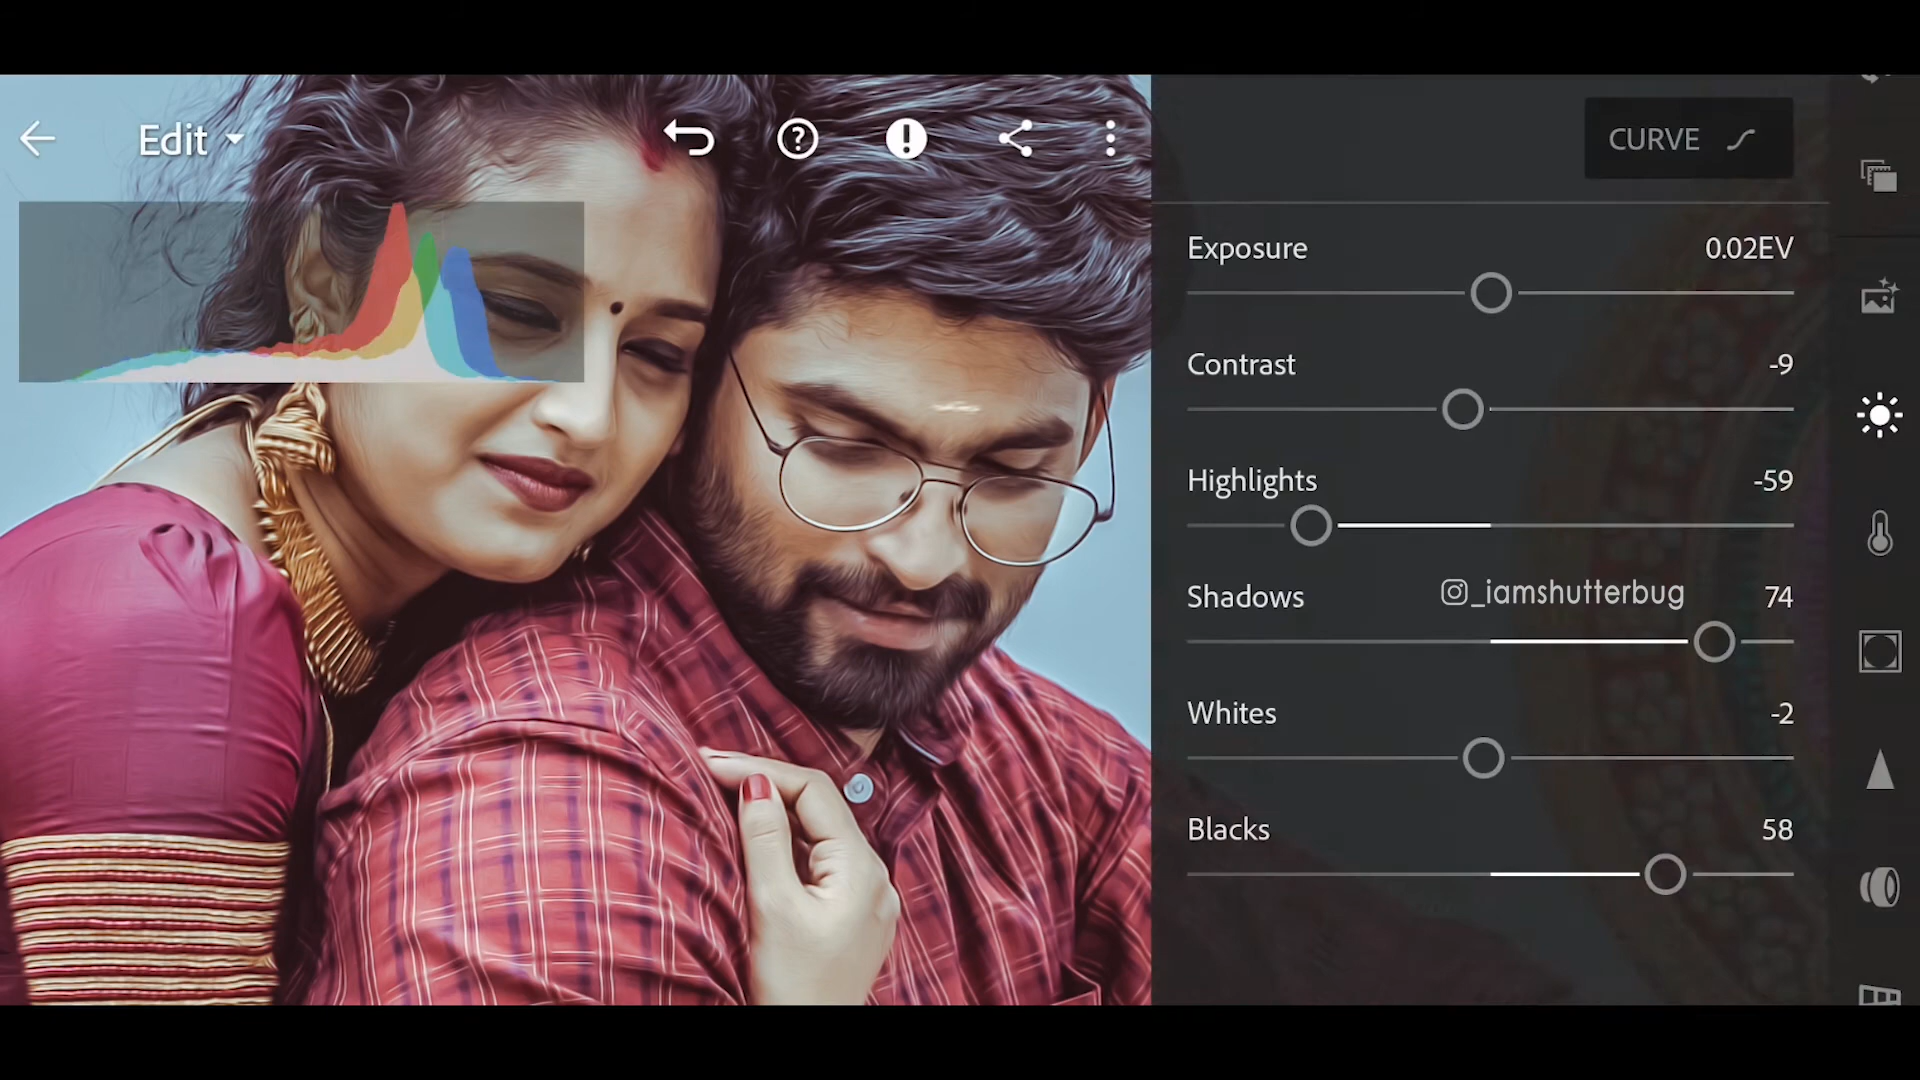 Edit
CURVE
Exposure 0.02EV
Contrast -9
Highlights -59
Shadows _iamshutterbug 74
Whites -2
Blacks 58